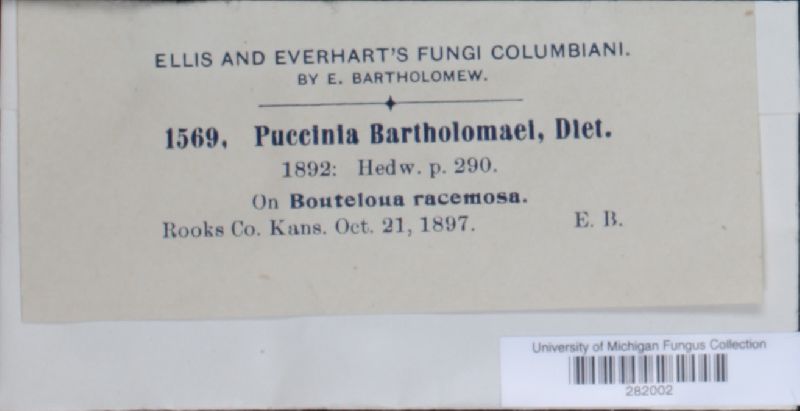 ELLIS AND EVERHART'S FUNGI COLUMBIANI.
BY E. BARTHOLOMEW.
1569. Puccinia Bartholomaei, Diet.
1892: Hedw. p. 290.
On Bouteloua racemosa.
Rooks Co. Kans. Oct. 21, 1897. E. B.
University of Michigan Fungus Collection
282002